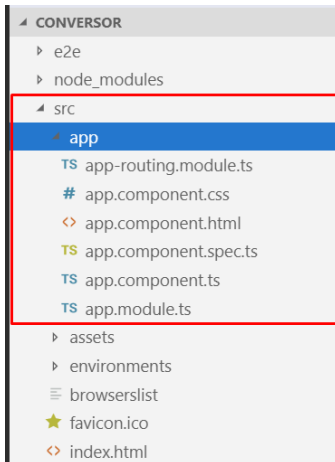 CONVERSOR
e2e
node_modules
src
app
TS app-routing.module.ts
# app.component.css
<> app.component.html
TS app.component.spec.ts
TS app.component.ts
TS app.module.ts
assets
environments
browserslist
favicon.ico
<> index.html